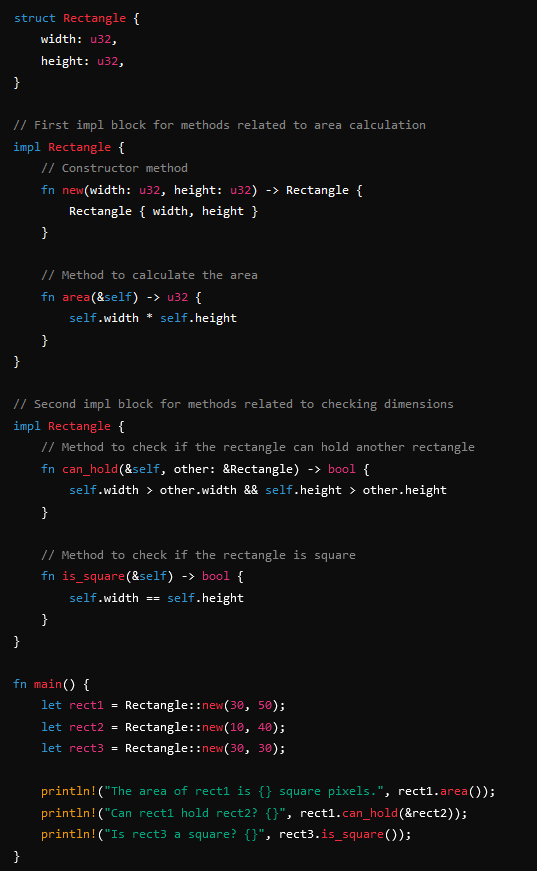 struct Rectangle {
    width: u32,
    height: u32,
}

// First impl block for methods related to area calculation
impl Rectangle {
    // Constructor method
    fn new(width: u32, height: u32) -> Rectangle {
        Rectangle { width, height }
    }

    // Method to calculate the area
    fn area(&self) -> u32 {
        self.width * self.height
    }
}

// Second impl block for methods related to checking dimensions
impl Rectangle {
    // Method to check if the rectangle can hold another rectangle
    fn can_hold(&self, other: &Rectangle) -> bool {
        self.width > other.width && self.height > other.height
    }

    // Method to check if the rectangle is square
    fn is_square(&self) -> bool {
        self.width == self.height
    }
}

fn main() {
    let rect1 = Rectangle::new(30, 50);
    let rect2 = Rectangle::new(10, 40);
    let rect3 = Rectangle::new(30, 30);

    println!("The area of rect1 is {} square pixels.", rect1.area());
    println!("Can rect1 hold rect2? {}", rect1.can_hold(&rect2));
    println!("Is rect3 a square? {}", rect3.is_square());
}